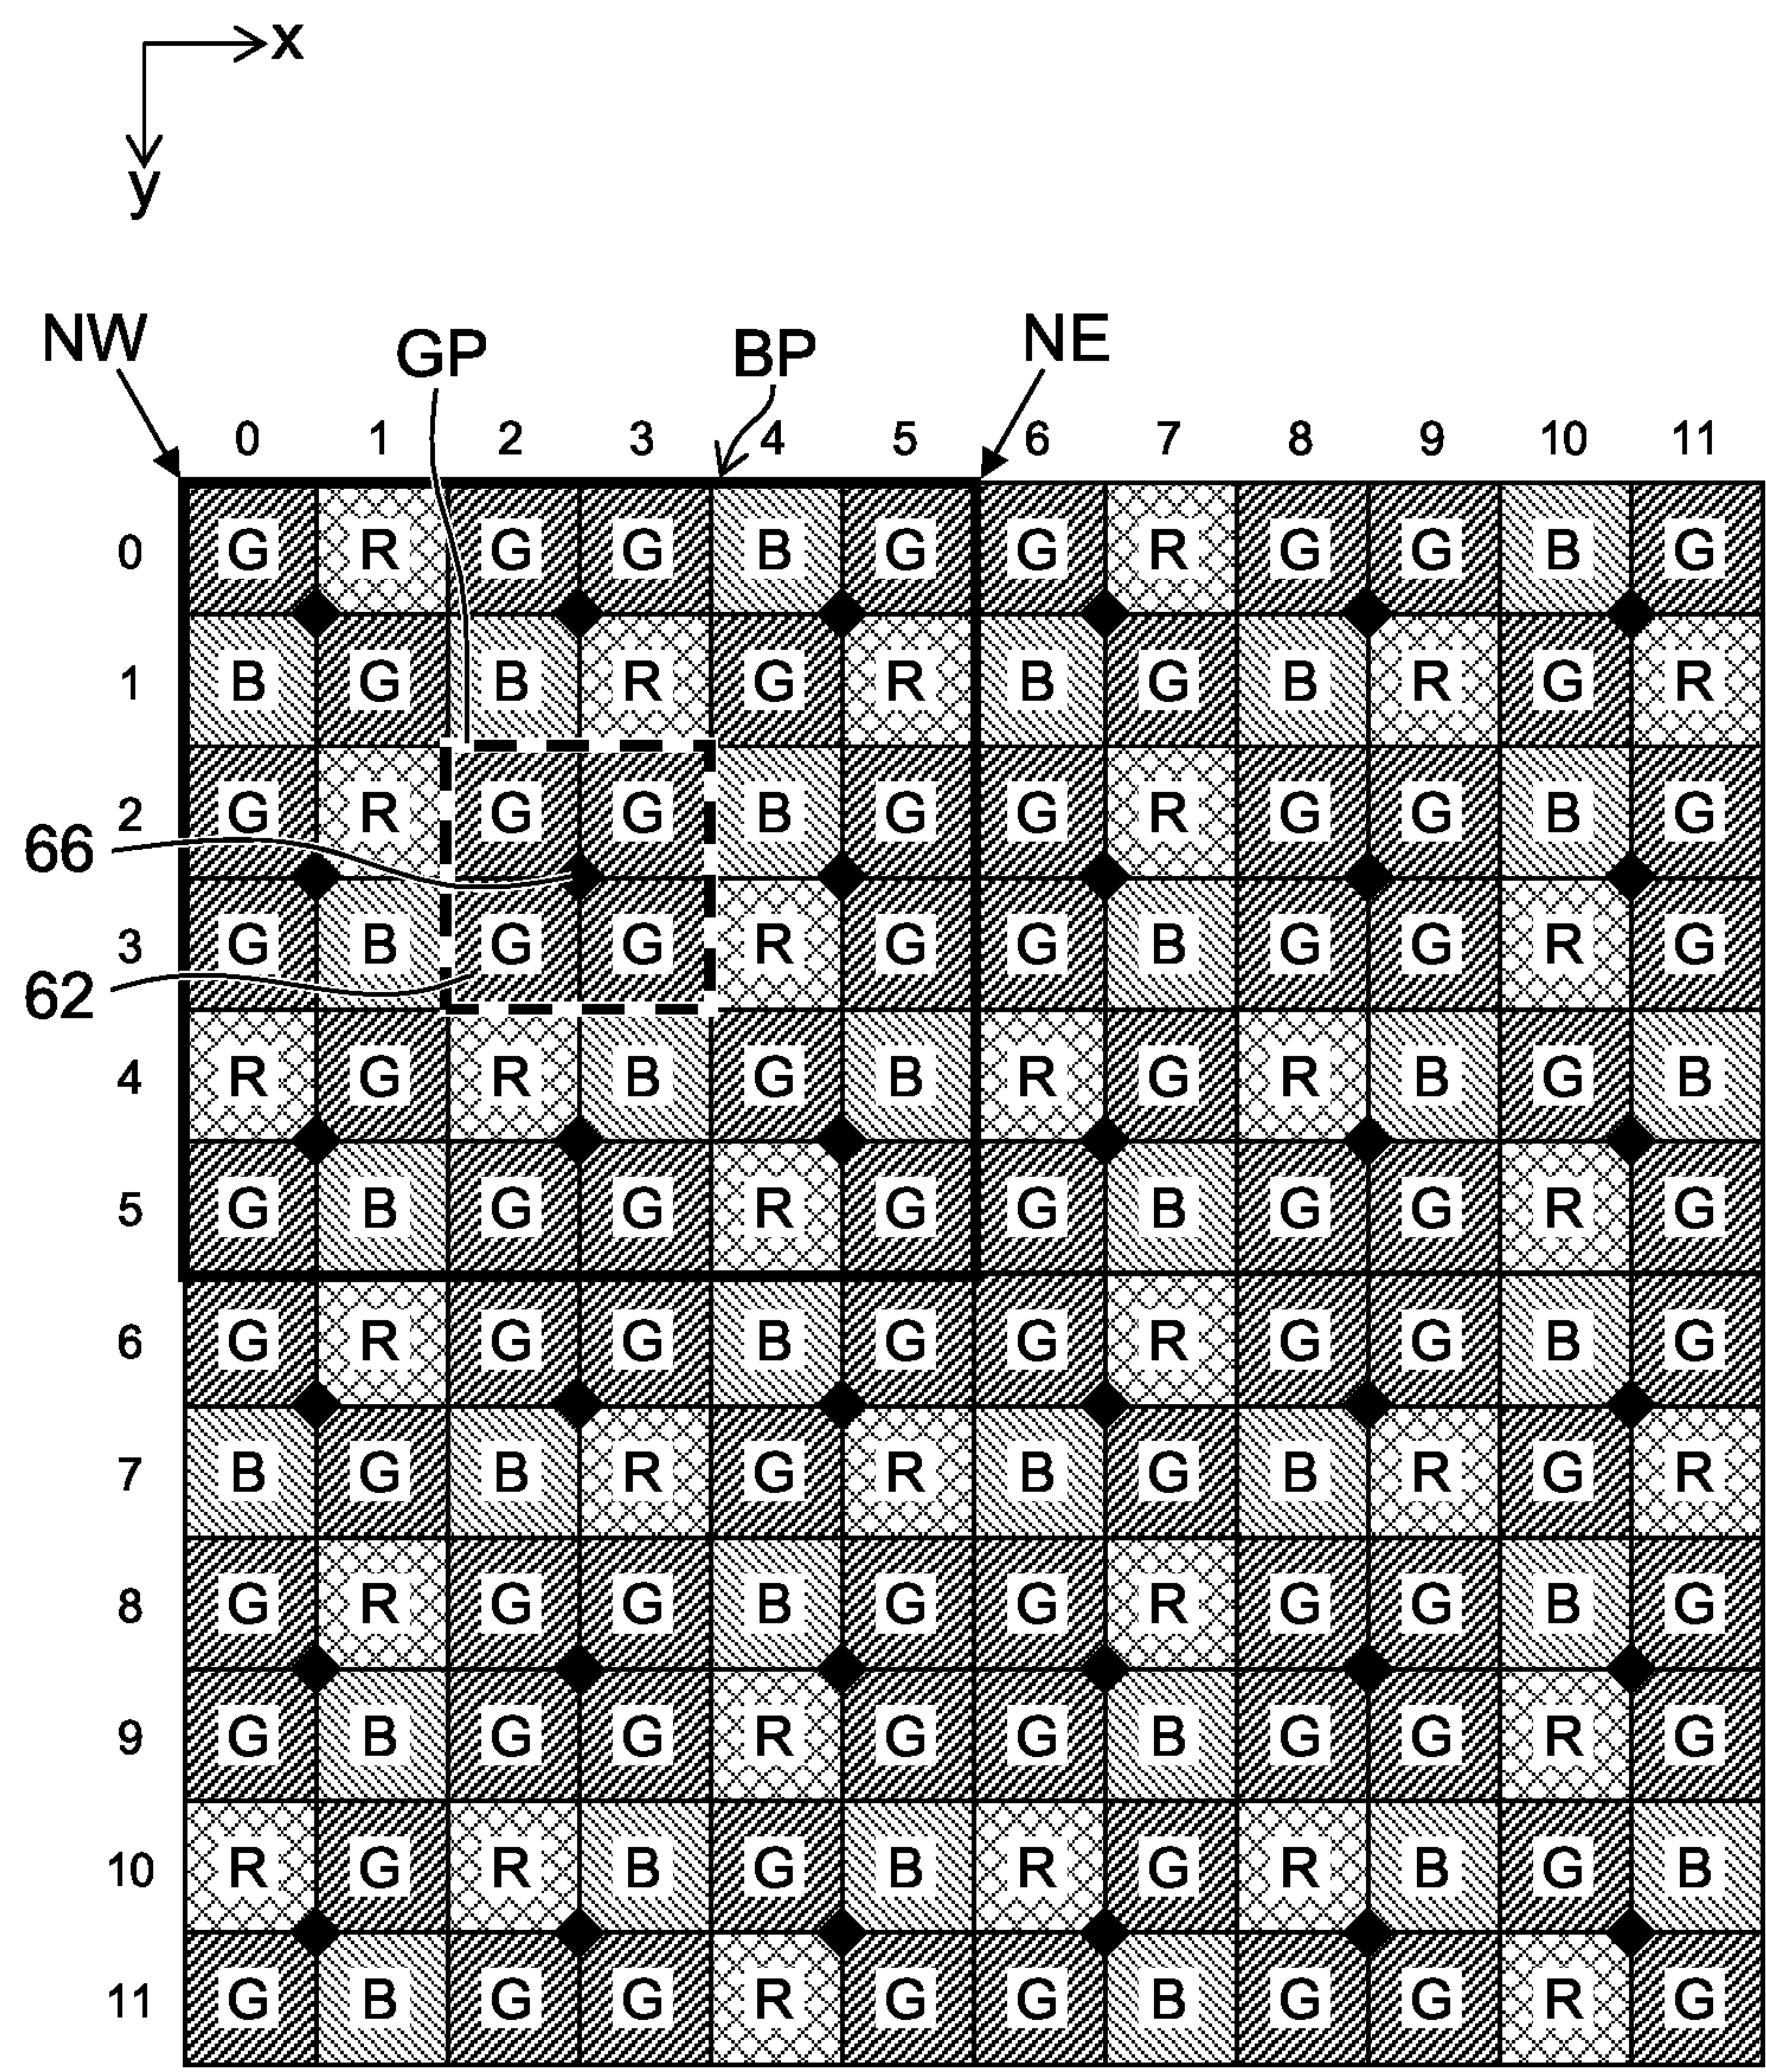 x
y
NW GP BP NE
0 1 2 3 4 5 6 7 8 9 10 11
0 G R G G B G G R G G B G
1 B G B R G R B G B R G R
2 G R G G B G G R G G B G
66
3 G B G G R G G B G G R G
62
4 R G R B G B R G R B G B
5 G B G G R G G B G G R G
6 G R G G B G G R G G B G
7 B G B R G R B G B R G R
8 G R G G B G G R G G B G
9 G B G G R G G B G G R G
10 R G R B G B R G R B G B
11 G B G G R G G B G G R G